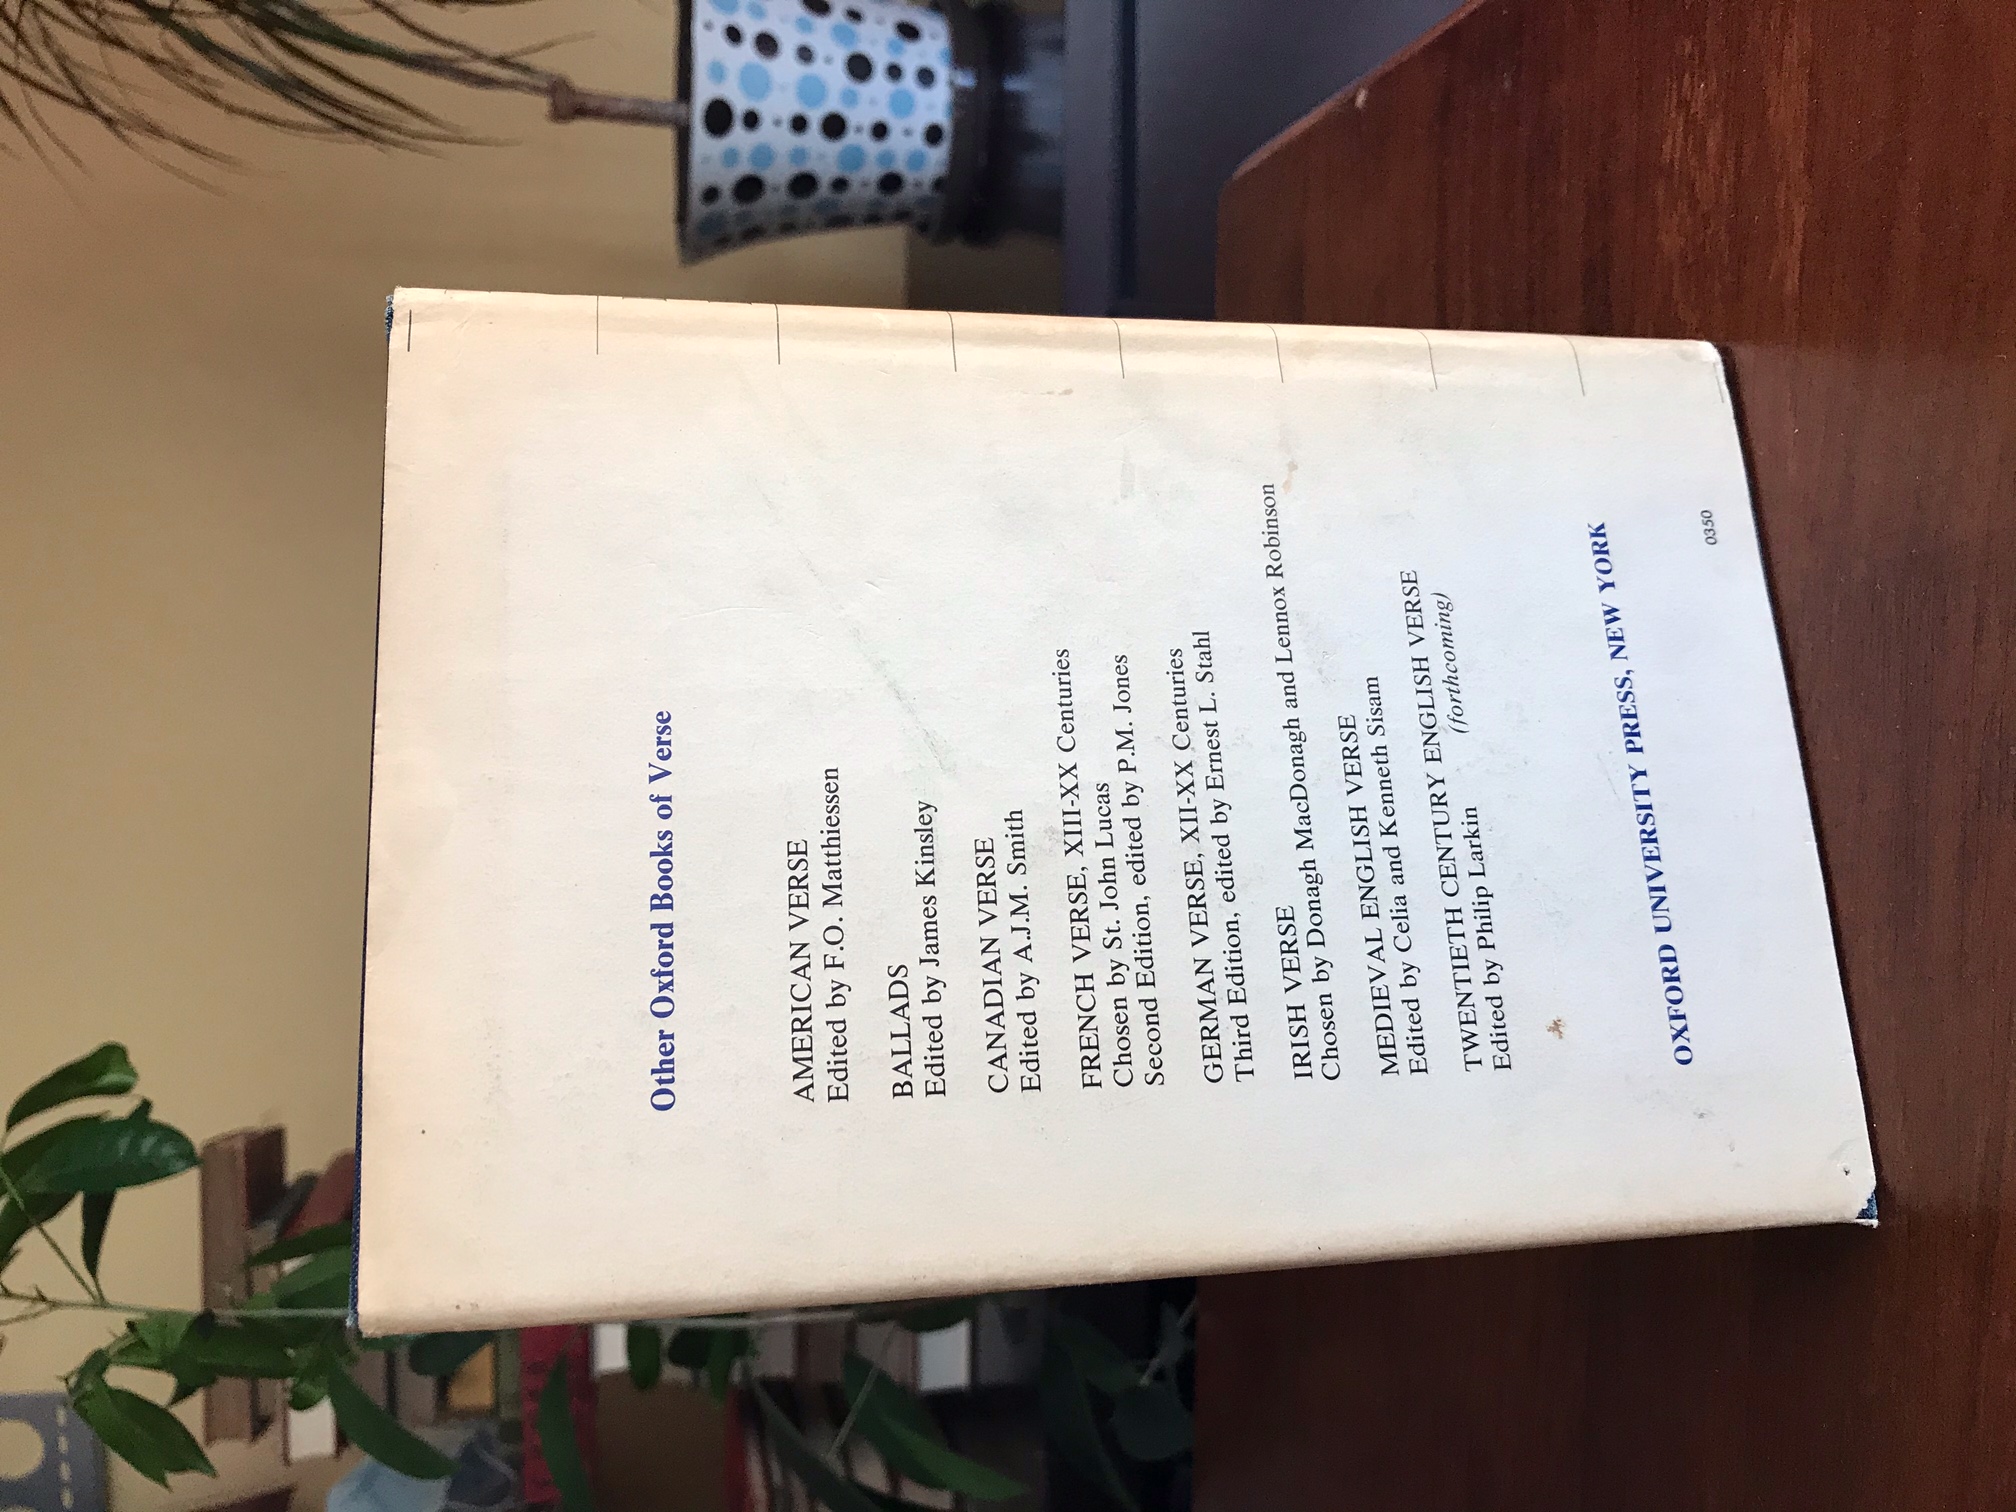 Other Oxford Books of Verse
AMERICAN VERSE
Edited by F.O. Matthiessen
BALLADS
Edited by James Kinsley
CANADIAN VERSE
Edited by A.J.M. Smith
FRENCH VERSE, XIII-XX Centuries
Chosen by St. John Lucas
Second Edition, edited by P.M. Jones
GERMAN VERSE, XII-XX Centuries
Third Edition, edited by Ernest L. Stahl
IRISH VERSE
Chosen by Donagh MacDonagh and Lennox Robinson
MEDIEVAL ENGLISH VERSE
Edited by Celia and Kenneth Sisam
TWENTIETH CENTURY ENGLISH VERSE
Edited by Philip Larkin (forthcoming)
OXFORD UNIVERSITY PRESS, NEW YORK
0350